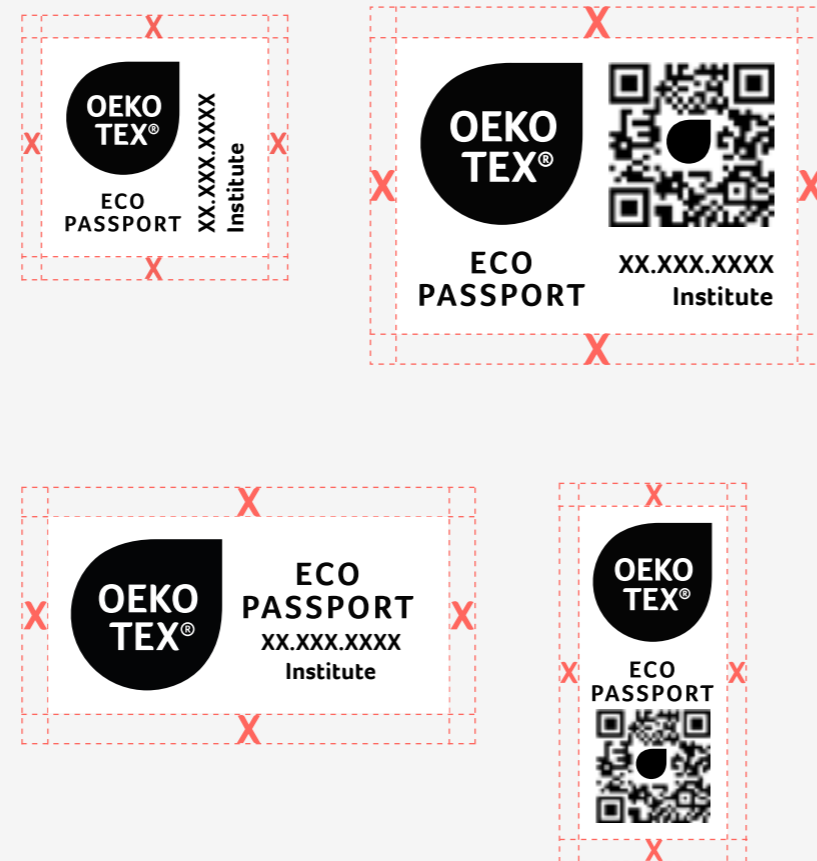 X
X
OEKO
TEX®
ECO
PASSPORT
XX.XXX.XXXX
Institute
X
X
X
X
OEKO
TEX®
ECO
PASSPORT
XX.XXX.XXXX
Institute
X
X
X
X
OEKO
TEX®
ECO
PASSPORT
XX.XXX.XXXX
Institute
X
X
X
OEKO
TEX®
X
ECO
PASSPORT
X
X